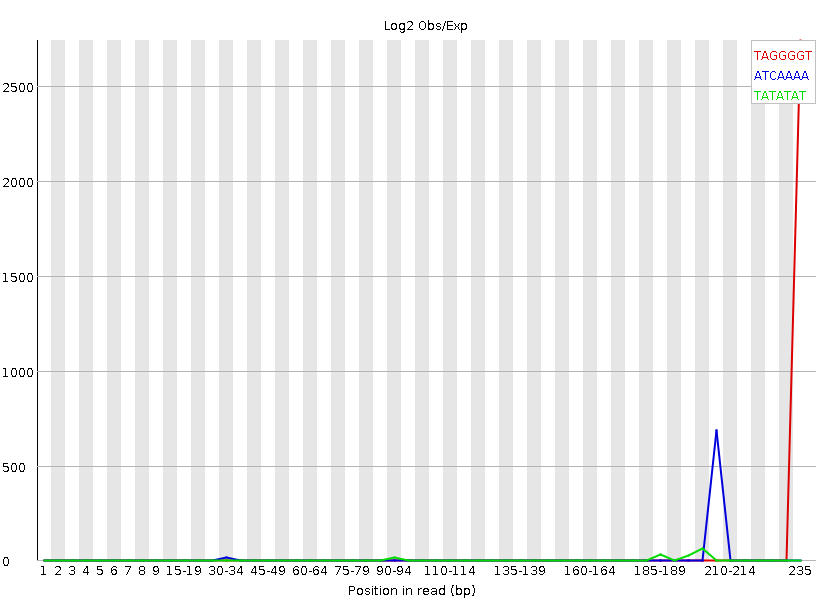 Log2 Obs/Exp
TAGGGGT
ATCAAAA
TATATAT
2500
2000
1500
1000
500
0
1 2 3 4 5 6 7 8 9 15-19 30-34 45-49 60-64 75-79 90-94 110-114 135-139 160-164 185-189 210-214 235
Position in read (bp)